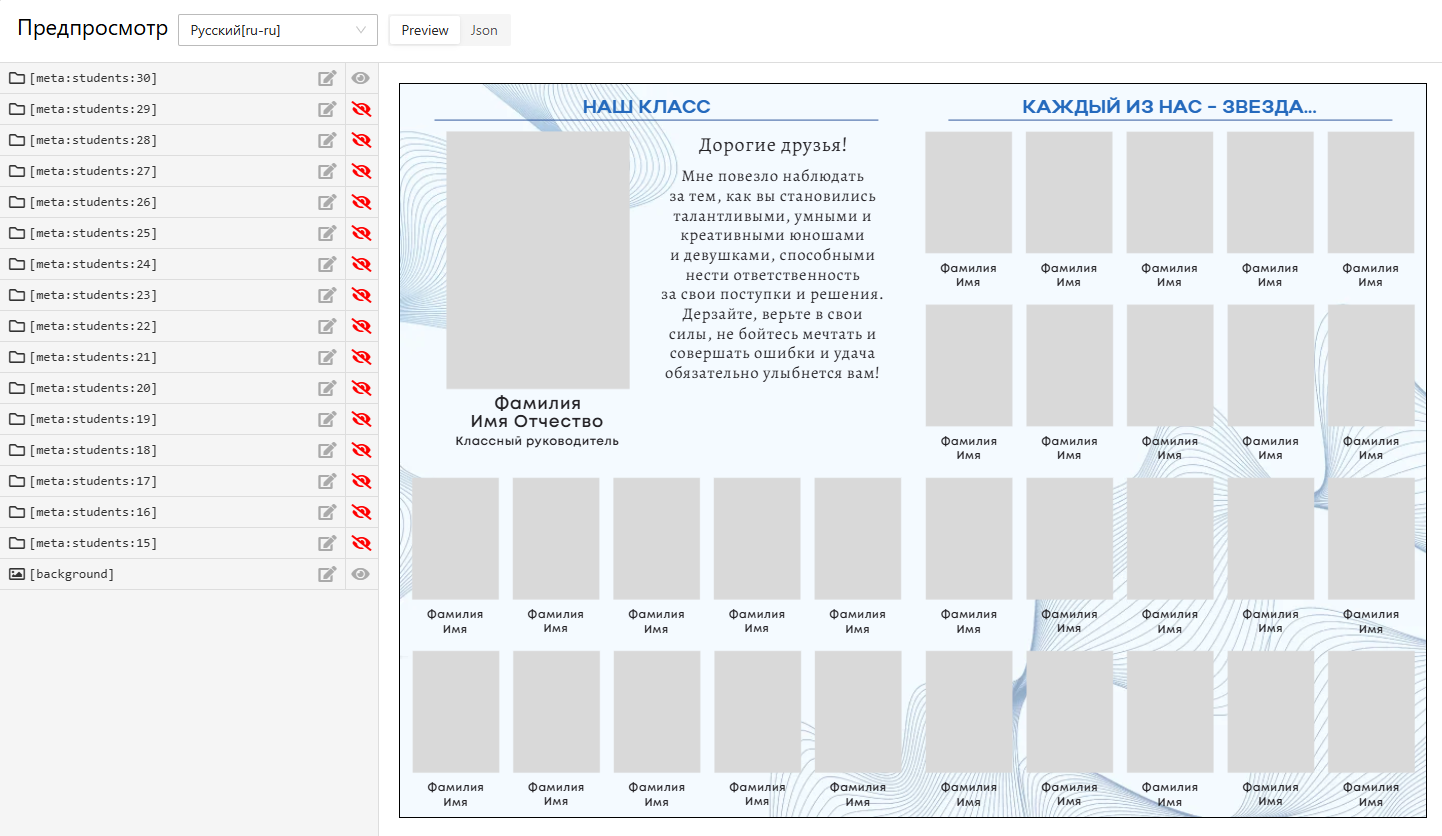 Предпросмотр
Русский[ru-ru]
Preview
Json
[meta:students:30]
[meta:students:29]
[meta:students:28]
[meta:students:27]
[meta:students:26]
[meta:students:25]
[meta:students:24]
[meta:students:23]
[meta:students:22]
[meta:students:21]
[meta:students:20]
[meta:students:19]
[meta:students:18]
[meta:students:17]
[meta:students:16]
[meta:students:15]
[background]
НАШ КЛАСС
Дорогие друзья!
Мне повезло наблюдать
за тем, как вы становились
талантливыми, умными и
креативными юношами
и девушками, способными
нести ответственность
за свои поступки и решения.
Дерзайте, верьте в свои
силы, не бойтесь мечтать и
совершать ошибки и удача
обязательно улыбнется вам!
Фамилия
Имя Отчество
Классный руководитель
Фамилия Фамилия Фамилия Фамилия Фамилия
Имя Имя Имя Имя Имя
Фамилия Фамилия Фамилия Фамилия Фамилия
Имя Имя Имя Имя Имя
КАЖДЫЙ ИЗ НАС - ЗВЕЗДА...
Фамилия Фамилия Фамилия Фамилия Фамилия
Имя Имя Имя Имя Имя
Фамилия Фамилия Фамилия Фамилия Фамилия
Имя Имя Имя Имя Имя
Фамилия Фамилия Фамилия Фамилия Фамилия
Имя Имя Имя Имя Имя
Фамилия Фамилия Фамилия Фамилия Фамилия
Имя Имя Имя Имя Имя